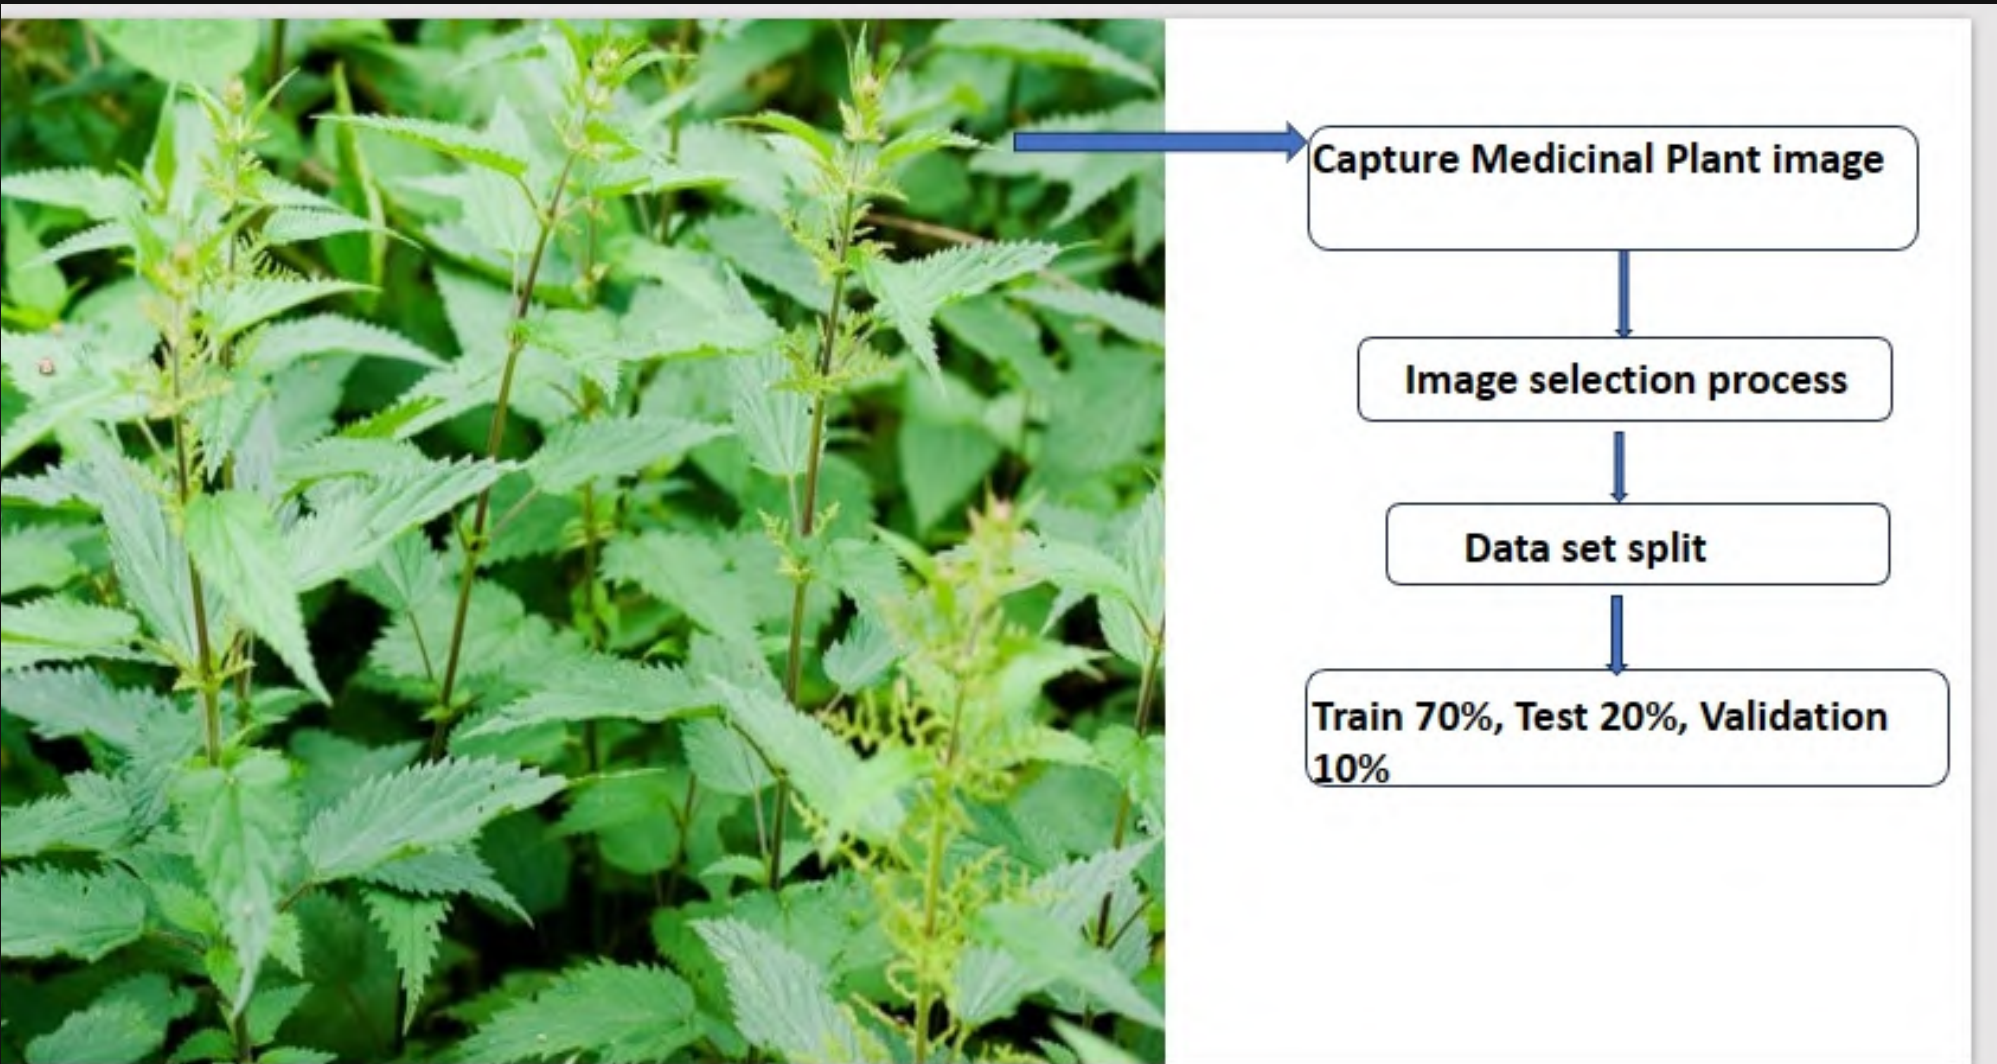 Capture Medicinal Plant image
Image selection process
Data set split
Train 70%, Test 20%, Validation
10%